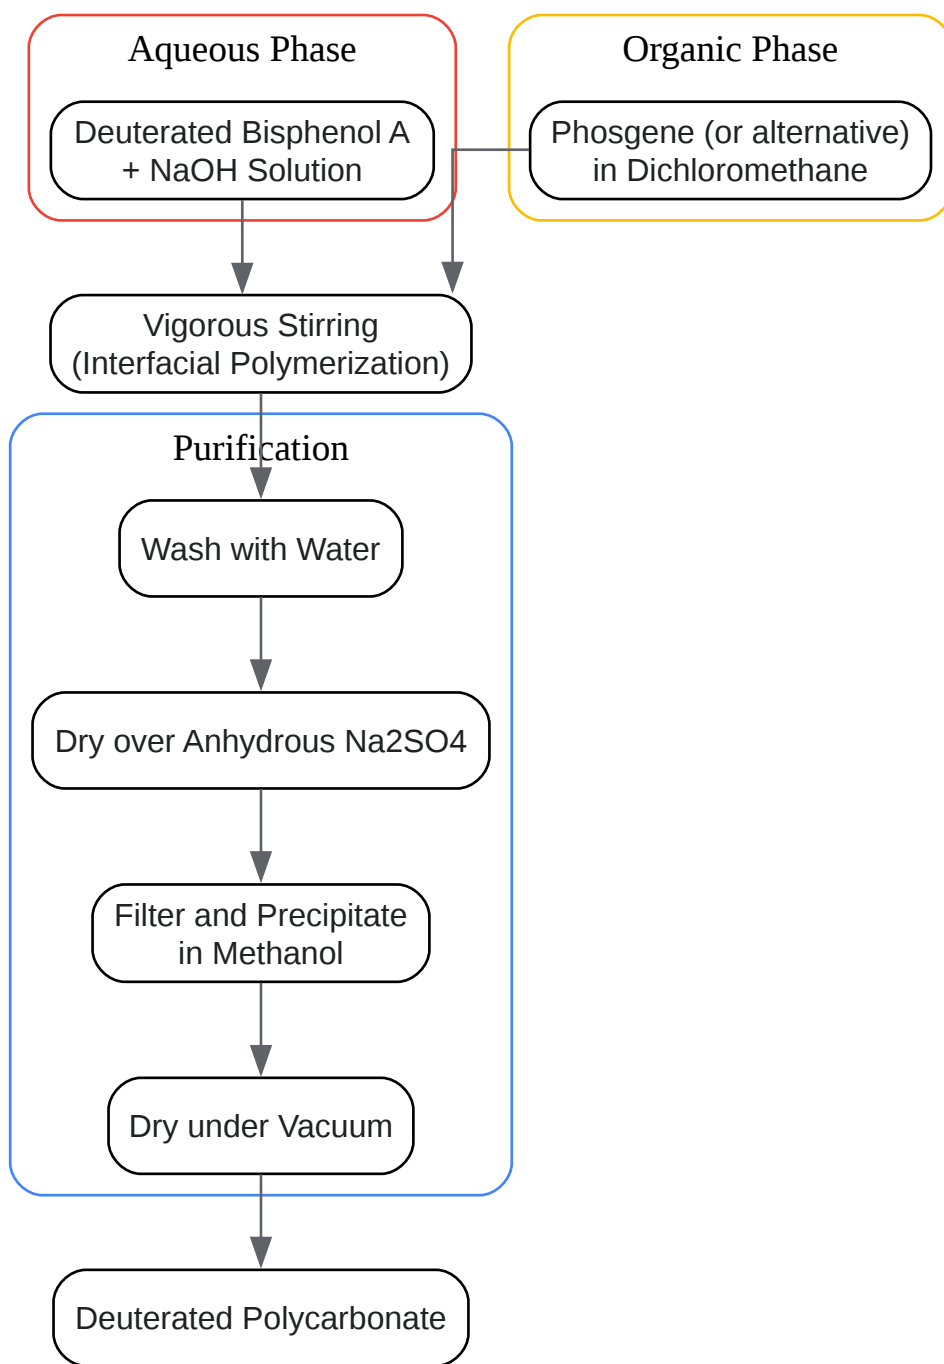 Aqueous Phase
Organic Phase
Deuterated Bisphenol A
+ NaOH Solution
Phosgene (or alternative)
in Dichloromethane
Vigorous Stirring
(Interfacial Polymerization)
Purification
Wash with Water
Dry over Anhydrous Na2SO4
Filter and Precipitate
in Methanol
Dry under Vacuum
Deuterated Polycarbonate